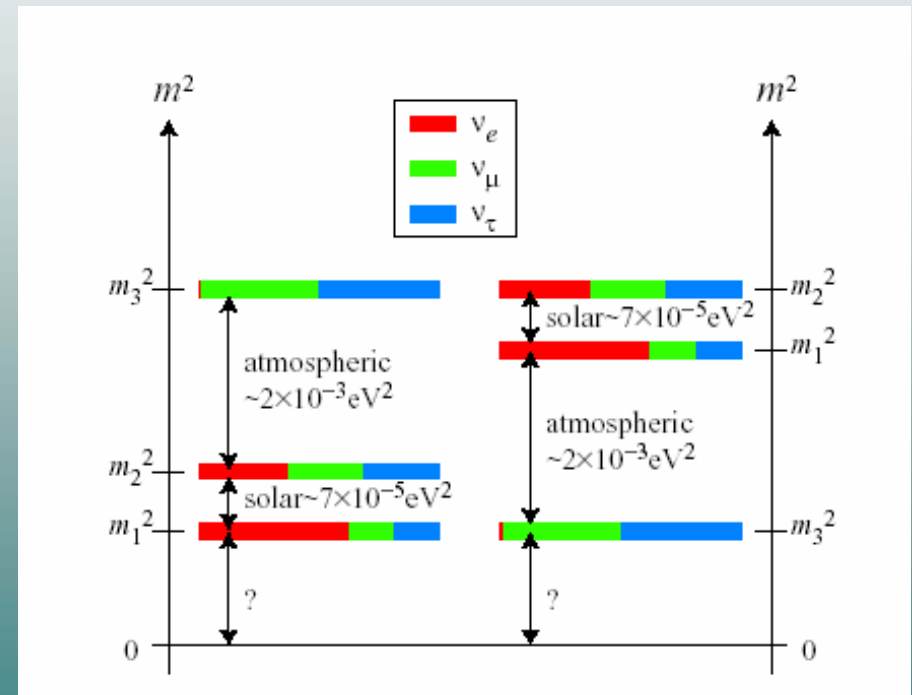 m²
m²
νe
νμ
ντ
m₃²
m₂²
solar~7×10⁻⁵eV²
m₁²
atmospheric
~2×10⁻³eV²
atmospheric
~2×10⁻³eV²
m₂²
solar~7×10⁻⁵eV²
m₁²
m₃²
?
?
0
0